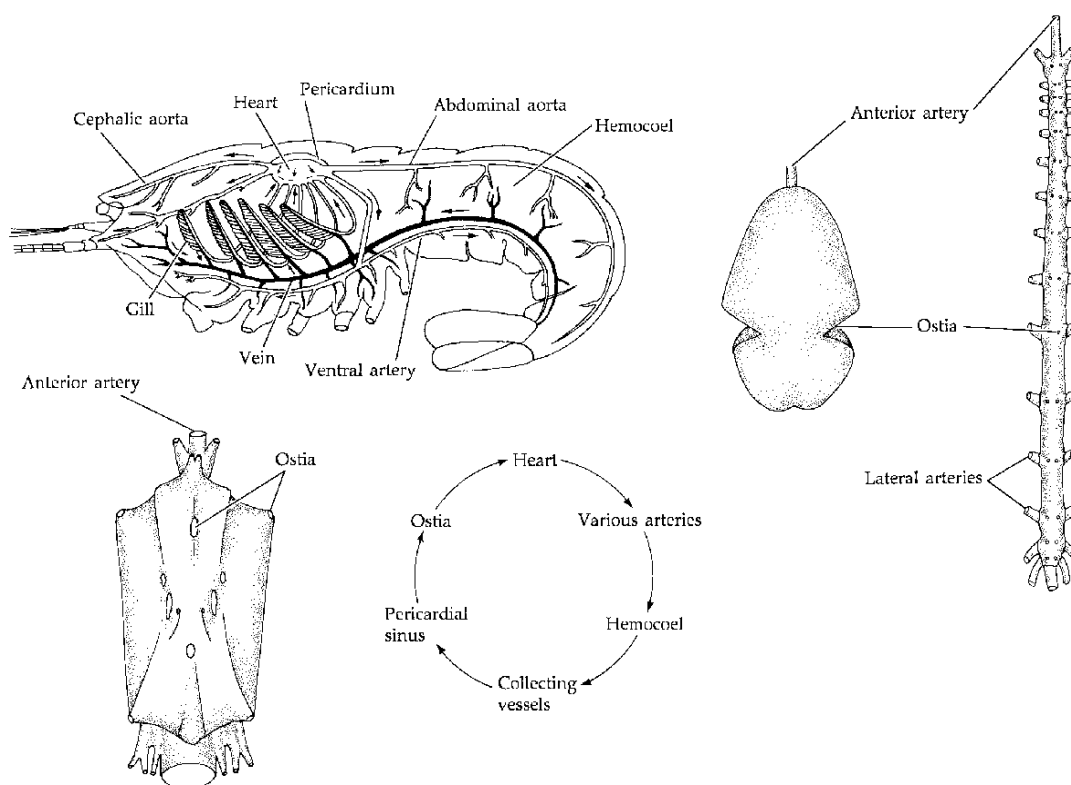 Pericardium
Heart
Abdominal aorta
Cephalic aorta
Hemocoel
Anterior artery
Gill
Vein
Ventral artery
Ostia
Anterior artery
Ostia
Lateral arteries
Heart
Various arteries
Hemocoel
Collecting
vessels
Pericardial
sinus
Ostia